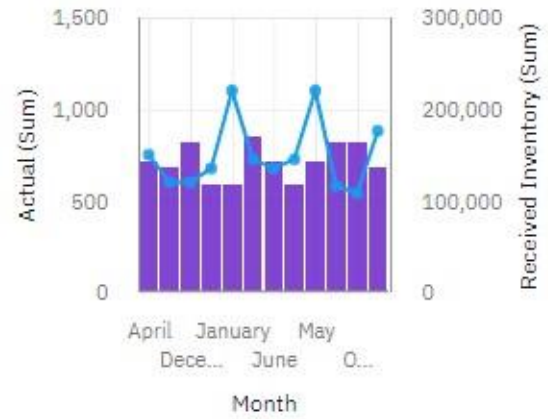 1,500
300,000
1,000
200,000
500
100,000
0
0
Actual (Sum)
Received Inventory (Sum)
April January May
Dece... June O...
Month